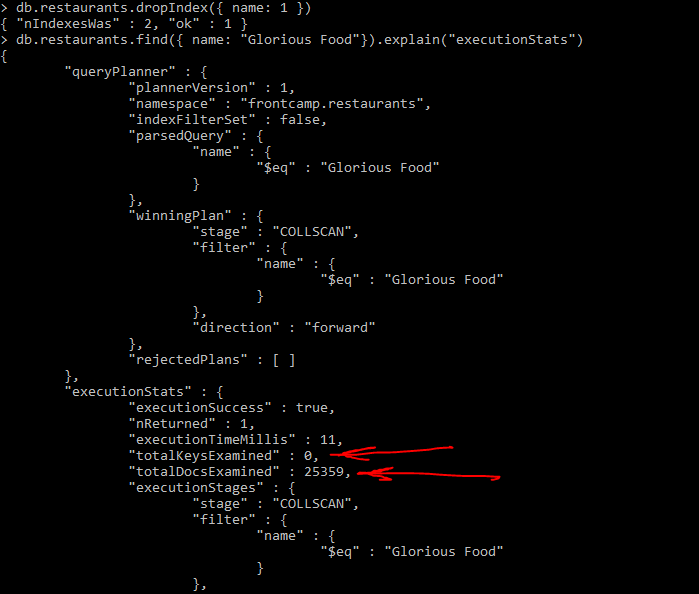 > db.restaurants.dropIndex({ name: 1 })
{ "nIndexesWas" : 2, "ok" : 1 }
> db.restaurants.find({ name: "Glorious Food"}).explain("executionStats")
{
        "queryPlanner" : {
                "plannerVersion" : 1,
                "namespace" : "frontcamp.restaurants",
                "indexFilterSet" : false,
                "parsedQuery" : {
                        "name" : {
                                "$eq" : "Glorious Food"
                        }
                },
                "winningPlan" : {
                        "stage" : "COLLSCAN",
                        "filter" : {
                                "name" : {
                                        "$eq" : "Glorious Food"
                                }
                        },
                        "direction" : "forward"
                },
                "rejectedPlans" : [ ]
        },
        "executionStats" : {
                "executionSuccess" : true,
                "nReturned" : 1,
                "executionTimeMillis" : 11,
                "totalKeysExamined" : 0,
                "totalDocsExamined" : 25359,
                "executionStages" : {
                        "stage" : "COLLSCAN",
                        "filter" : {
                                "name" : {
                                        "$eq" : "Glorious Food"
                                }
                        },